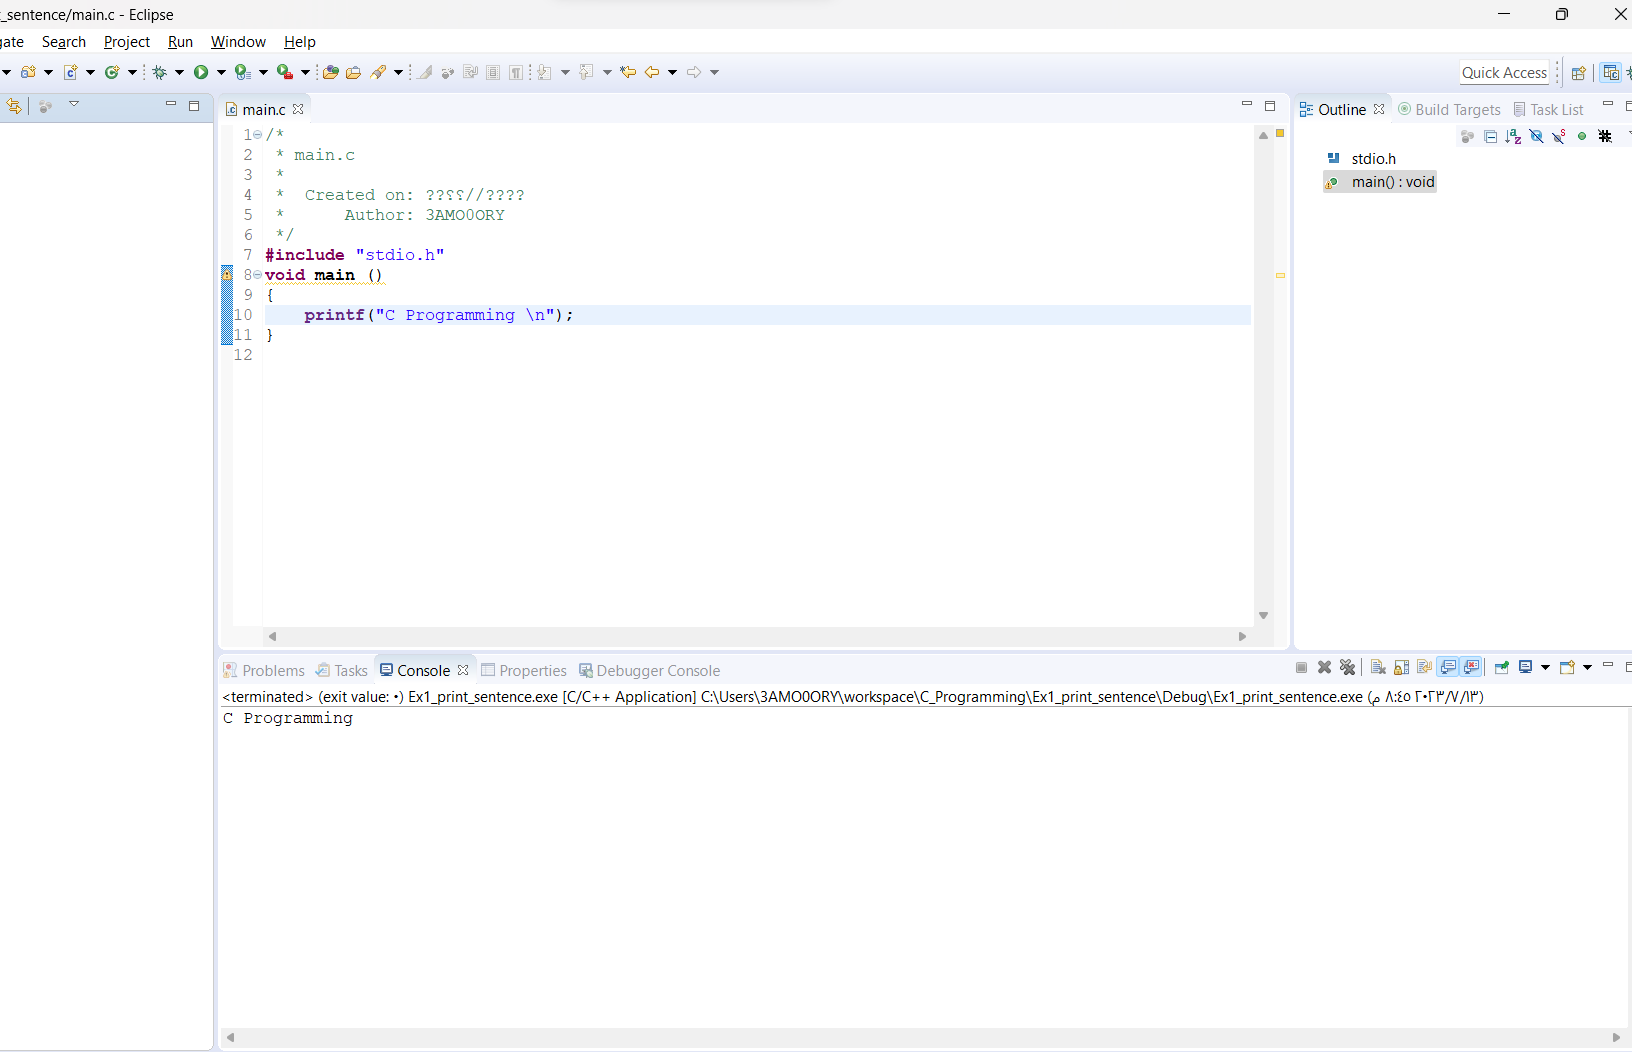 _sentence/main.c - Eclipse
gate Search Project Run Window Help
Quick Access
main.c
Outline Build Targets Task List
1 /*
2 * main.c
3 *
4 * Created on: ??؟؟//????
5 * Author: 3AMO0ORY
6 */
7 #include "stdio.h"
8 void main ()
9 {
10 printf("C Programming \n");
11 }
12
stdio.h
main() : void
Problems Tasks Console Properties Debugger Console
<terminated> (exit value: ٠) Ex1_print_sentence.exe [C/C++ Application] C:\Users\3AMO0ORY\workspace\C_Programming\Ex1_print_sentence\Debug\Ex1_print_sentence.exe (م ٨:٤٥ ٢٠٢٣/٧/١٣)
C Programming